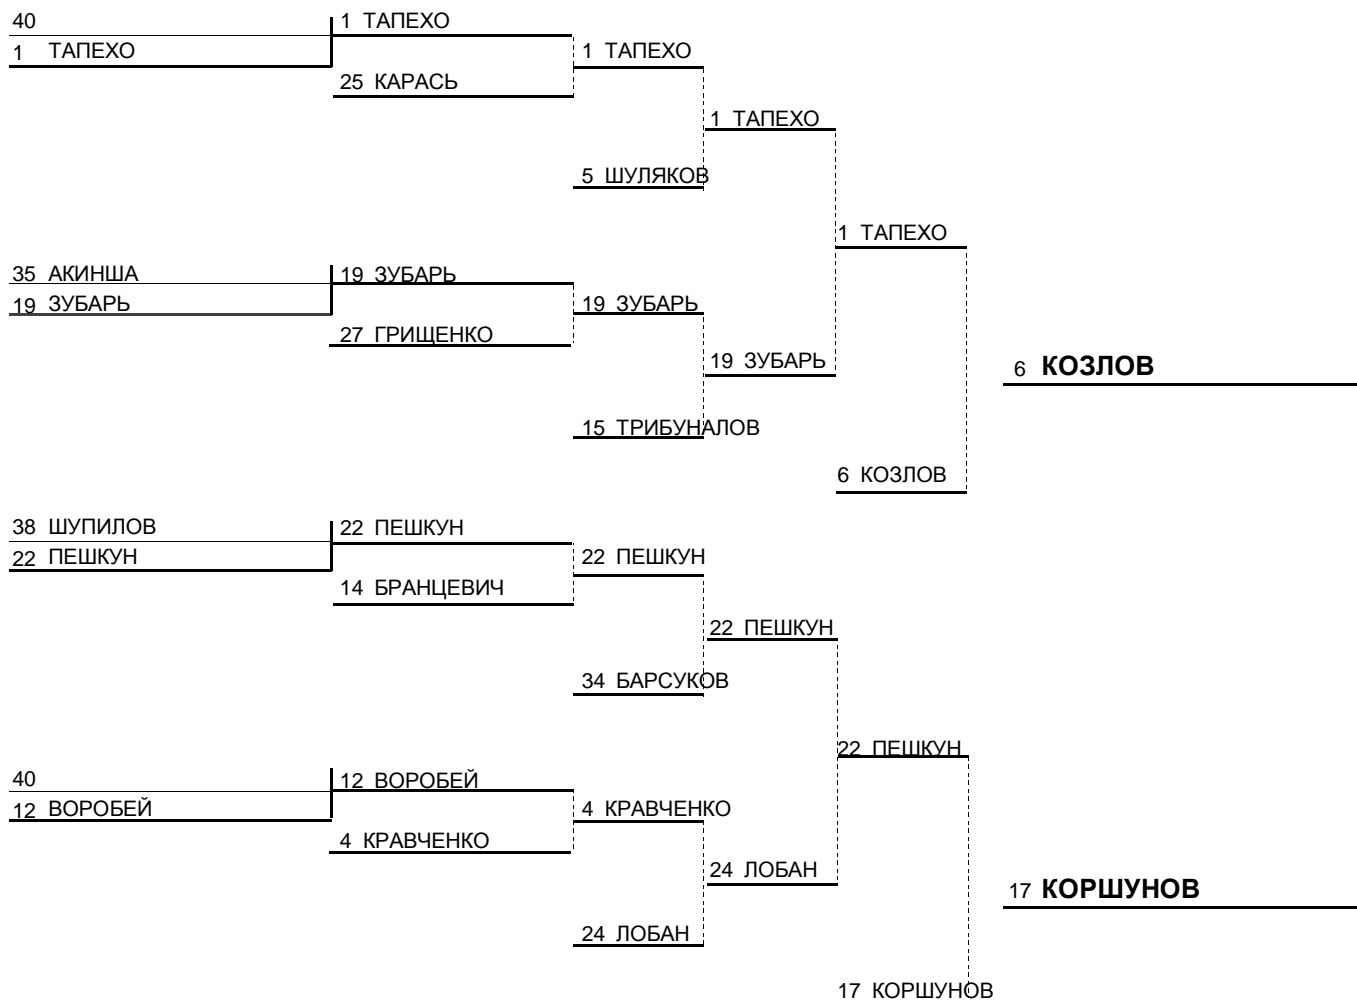 40
1 ТАПЕХО
1 ТАПЕХО
25 КАРАСЬ
1 ТАПЕХО
5 ШУЛЯКОВ
1 ТАПЕХО
35 АКИНША
19 ЗУБАРЬ
19 ЗУБАРЬ
27 ГРИЩЕНКО
19 ЗУБАРЬ
15 ТРИБУНАЛОВ
19 ЗУБАРЬ
1 ТАПЕХО
6 КОЗЛОВ
6 КОЗЛОВ
38 ШУПИЛОВ
22 ПЕШКУН
22 ПЕШКУН
14 БРАНЦЕВИЧ
22 ПЕШКУН
34 БАРСУКОВ
22 ПЕШКУН
40
12 ВОРОБЕЙ
12 ВОРОБЕЙ
4 КРАВЧЕНКО
4 КРАВЧЕНКО
24 ЛОБАН
24 ЛОБАН
22 ПЕШКУН
17 КОРШУНОВ
17 КОРШУНОВ